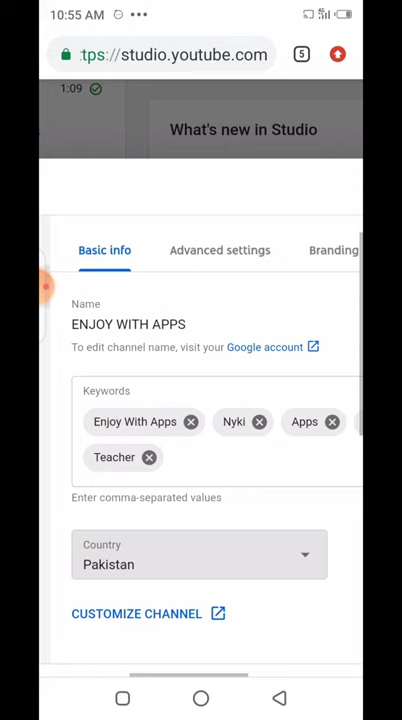 10:55 AM
tps://studio.youtube.com
5
1:09
What's new in Studio
Basic info
Advanced settings
Branding
Name
ENJOY WITH APPS
To edit channel name, visit your Google account
Keywords
Enjoy With Apps
Nyki
Apps
Teacher
Enter comma-separated values
Country
Pakistan
CUSTOMIZE CHANNEL